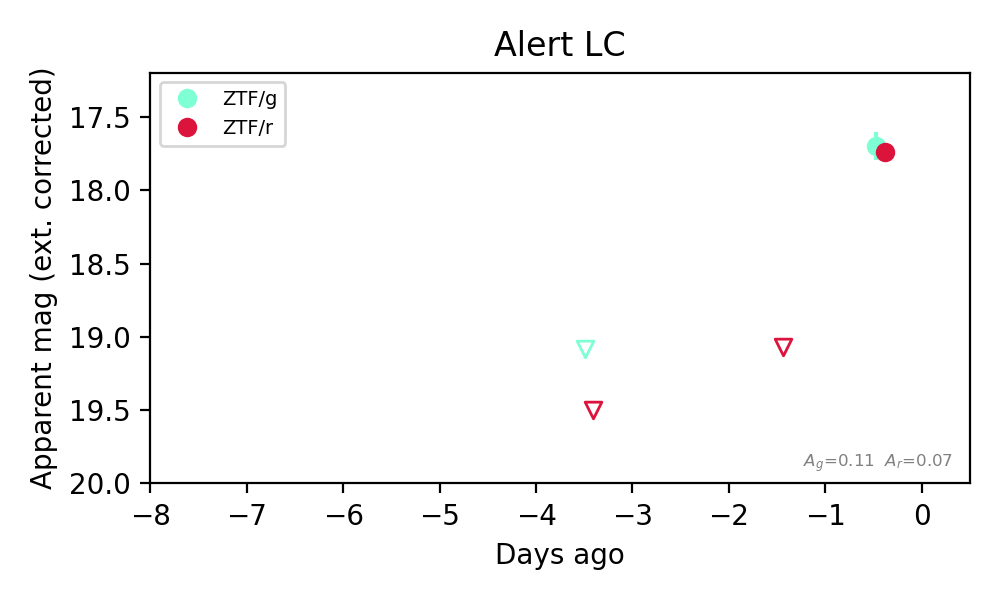 Alert LC
ZTF/g
ZTF/r
Apparent mag (ext. corrected)
17.5
18.0
18.5
19.0
19.5
20.0
A_g=0.11 A_r=0.07
−8 −7 −6 −5 −4 −3 −2 −1 0
Days ago